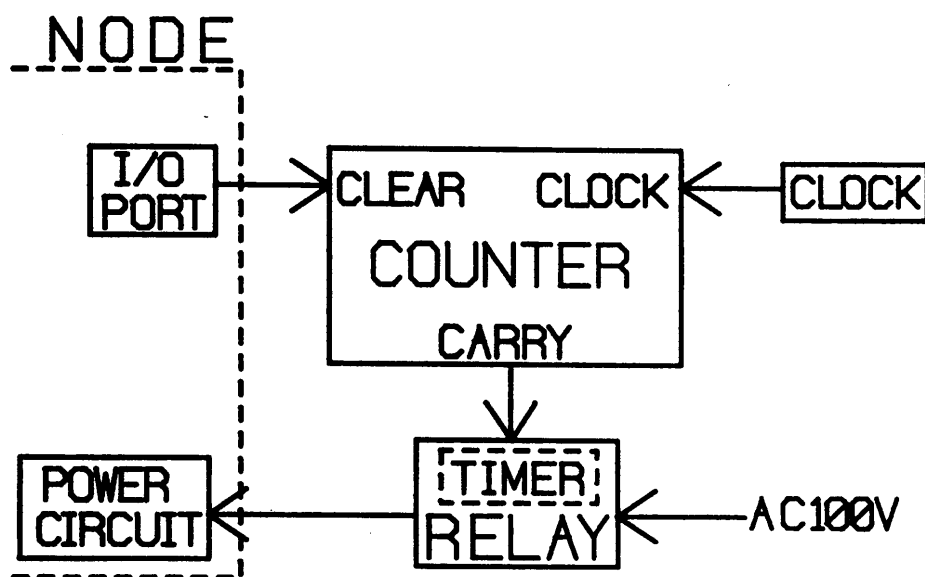 NODE
I/O
PORT
CLEAR
CLOCK
CLOCK
COUNTER
CARRY
TIMER
RELAY
POWER
CIRCUIT
AC100V